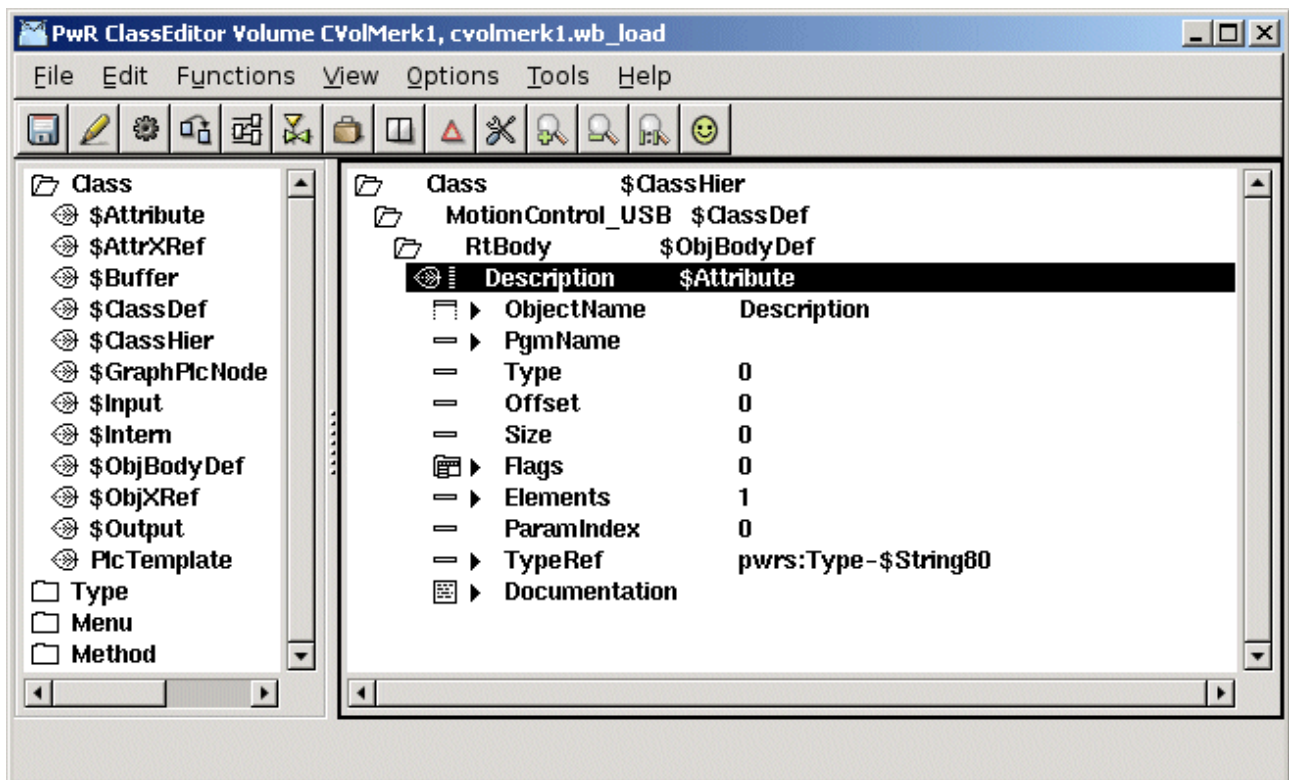 PwR ClassEditor Volume CVolMerk1, cvolmerk1.wb_load
File Edit Functions View Options Tools Help
Class
$Attribute
$AttrXRef
$Buffer
$ClassDef
$ClassHier
$GraphPlcNode
$Input
$Intern
$ObjBodyDef
$ObjXRef
$Output
PlcTemplate
Type
Menu
Method
Class $ClassHier
MotionControl_USB $ClassDef
RtBody $ObjBodyDef
Description $Attribute
ObjectName Description
PgmName
Type 0
Offset 0
Size 0
Flags 0
Elements 1
ParamIndex 0
TypeRef pwrs:Type-$String80
Documentation